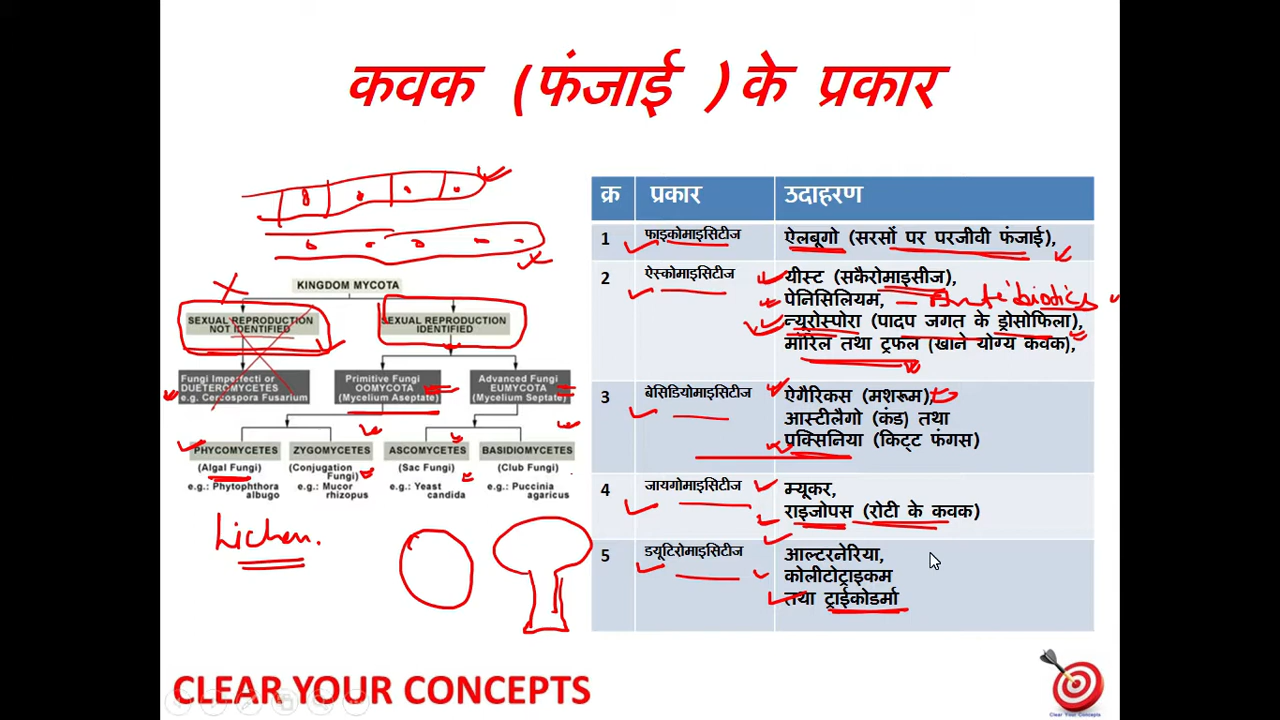 कवक (फंजाई ) के प्रकार
KINGDOM MYCOTA
SEXUAL REPRODUCTION
NOT IDENTIFIED
SEXUAL REPRODUCTION
IDENTIFIED
Fungi Imperfecti or
DUETEROMYCETES
e.g. Cercospora Fusarium
Primitive Fungi
OOMYCOTA
(Mycelium Aseptate)
Advanced Fungi
EUMYCOTA
(Mycelium Septate)
PHYCOMYCETES
(Algal Fungi)
e.g.: Phytophthora
albugo
ZYGOMYCETES
(Conjugation
Fungi)
e.g.: Mucor
rhizopus
ASCOMYCETES
(Sac Fungi)
e.g.: Yeast
candida
BASIDIOMYCETES
(Club Fungi)
e.g.: Puccinia
agaricus
Lichen.
क्र प्रकार उदाहरण
1 फाइकोमाइसिटीज ऐलबूगो (सरसों पर परजीवी फंजाई),
2 ऐस्कोमाइसिटीज यीस्ट (सकैरोमाइसीज),
पेनिसिलियम, – Antibiotics
न्यूरोस्पोरा (पादप जगत के ड्रोसोफिला),
मॉरिल तथा ट्रफल (खाने योग्य कवक),
3 बेसिडियोमाइसिटीज ऐगैरिकस (मशरूम),
आस्टीलैगो (कंड) तथा
पक्सिनिया (किट्ट फंगस)
4 जायगोमाइसिटीज म्यूकर,
राइजोपस (रोटी के कवक)
5 डयूटिरोमाइसिटीज आल्टरनेरिया,
कोलीटोट्राइकम
तथा ट्राईकोडर्मा
CLEAR YOUR CONCEPTS
Clear Your Concepts